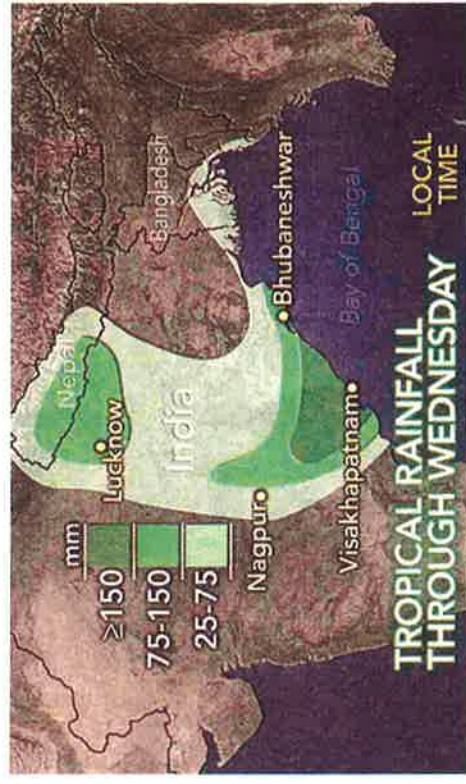 mm
≥150
75-150
25-75
Nepal
Lucknow
India
Bangladesh
Nagpur
Bhubaneshwar
Visakhapatnam
Bay of Bengal
TROPICAL RAINFALL
THROUGH WEDNESDAY
LOCAL
TIME